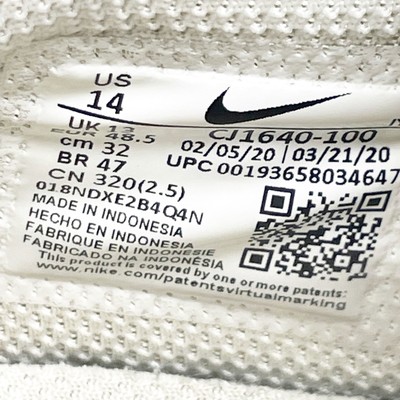 US
14
UK 13
EUR 48.5
cm 32
BR 47
CN 320(2.5)
018NDXE2B4Q4N
CJ1640-100
02/05/20 | 03/21/20
UPC 00193658034647
MADE IN INDONESIA
HECHO EN INDONESIA
FABRIQUE EN INDONESIE
FABRICADO NA INDONÉSIA
This product is covered by one or more patents:
www.nike.com/patentsvirtualmarking